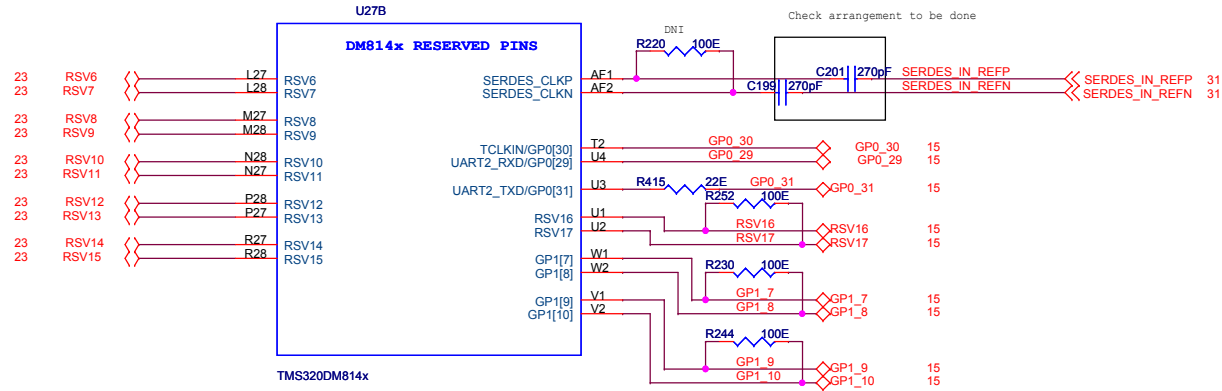 U27B
Check arrangement to be done
DNI
DM814x RESERVED PINS
R220 100E
C201 270pF SERDES_IN_REFP
23 RSV6 L27 RSV6 SERDES_CLKP AF1 SERDES_IN_REFP 31
23 RSV7 L28 RSV7 SERDES_CLKN AF2 C199 270pF SERDES_IN_REFN SERDES_IN_REFN 31
23 RSV8 M27 RSV8
23 RSV9 M28 RSV9
TCLKIN/GP0[30] T2 GP0_30 GP0_30 15
23 RSV10 N28 RSV10 UART2_RXD/GP0[29] U4 GP0_29 GP0_29 15
23 RSV11 N27 RSV11
UART2_TXD/GP0[31] U3 R415 22E GP0_31 GP0_31 15
23 RSV12 P28 RSV12 R252 100E
23 RSV13 P27 RSV13 RSV16 U1 RSV16 RSV16 15
RSV17 U2 RSV17 RSV17 15
23 RSV14 R27 RSV14
23 RSV15 R28 RSV15 GP1[7] W1
GP1[8] W2 R230 100E
GP1[9] V1 GP1_7 GP1_7 15
GP1[10] V2 GP1_8 GP1_8 15
R244 100E
GP1_9 GP1_9 15
TMS320DM814x GP1_10 GP1_10 15